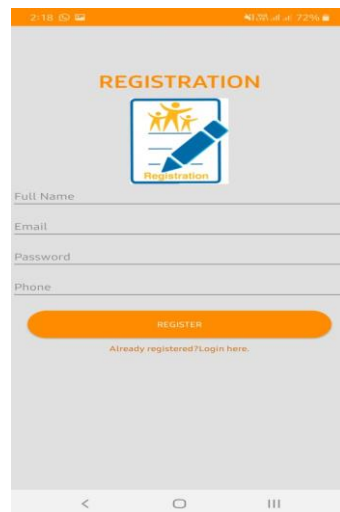 2:18
72%
REGISTRATION
Registration
Full Name
Email
Password
Phone
REGISTER
Already registered?Login here.